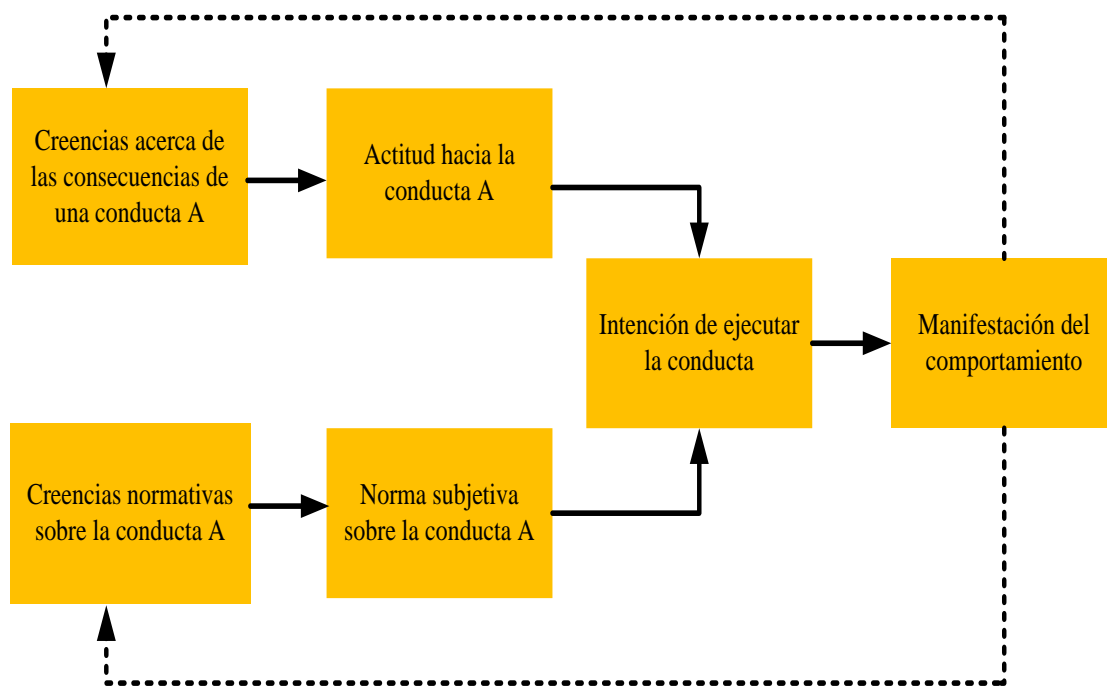 Creencias acerca de
las consecuencias de
una conducta A
Actitud hacia la
conducta A
Intención de ejecutar
la conducta
Manifestación del
comportamiento
Creencias normativas
sobre la conducta A
Norma subjetiva
sobre la conducta A